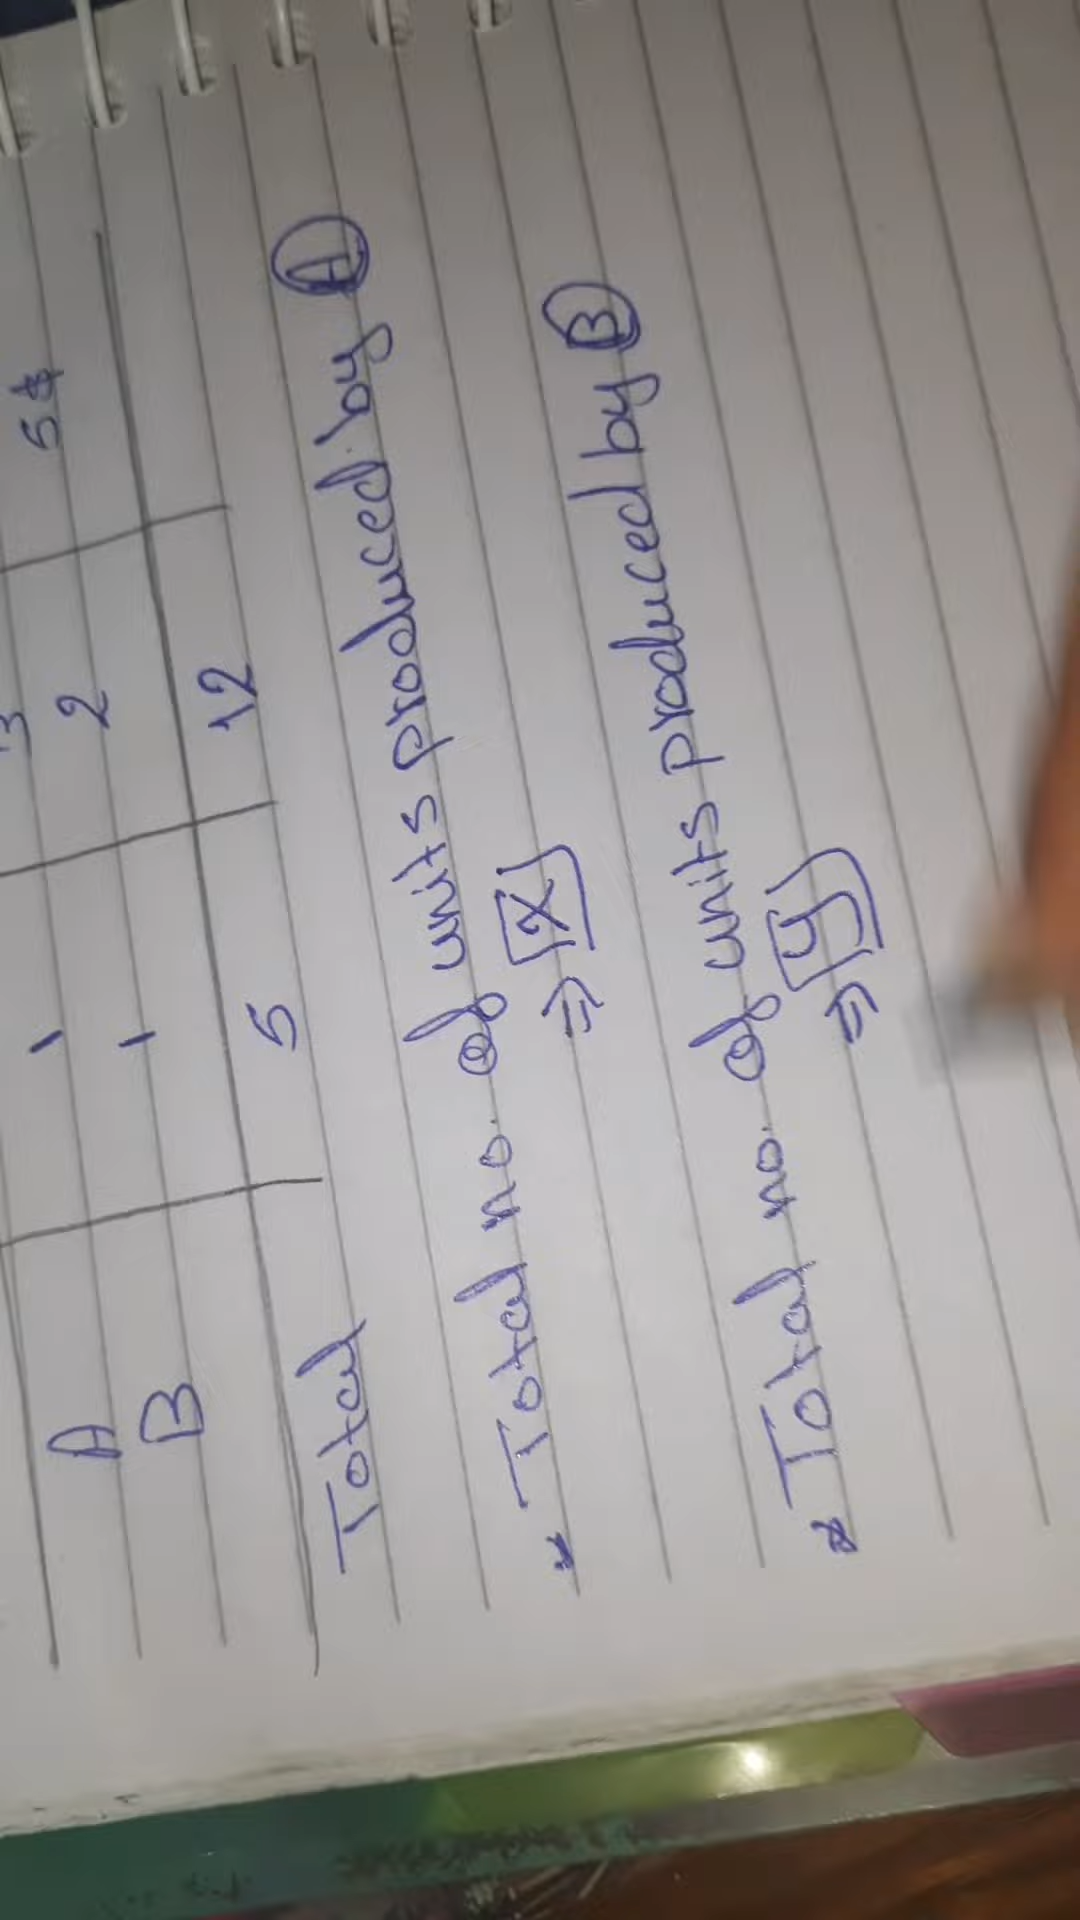 A 1 3 5$
B 1 2
Total 5 12
* Total no. of units produced by A
⇒ x
* Total no. of units produced by B
⇒ y